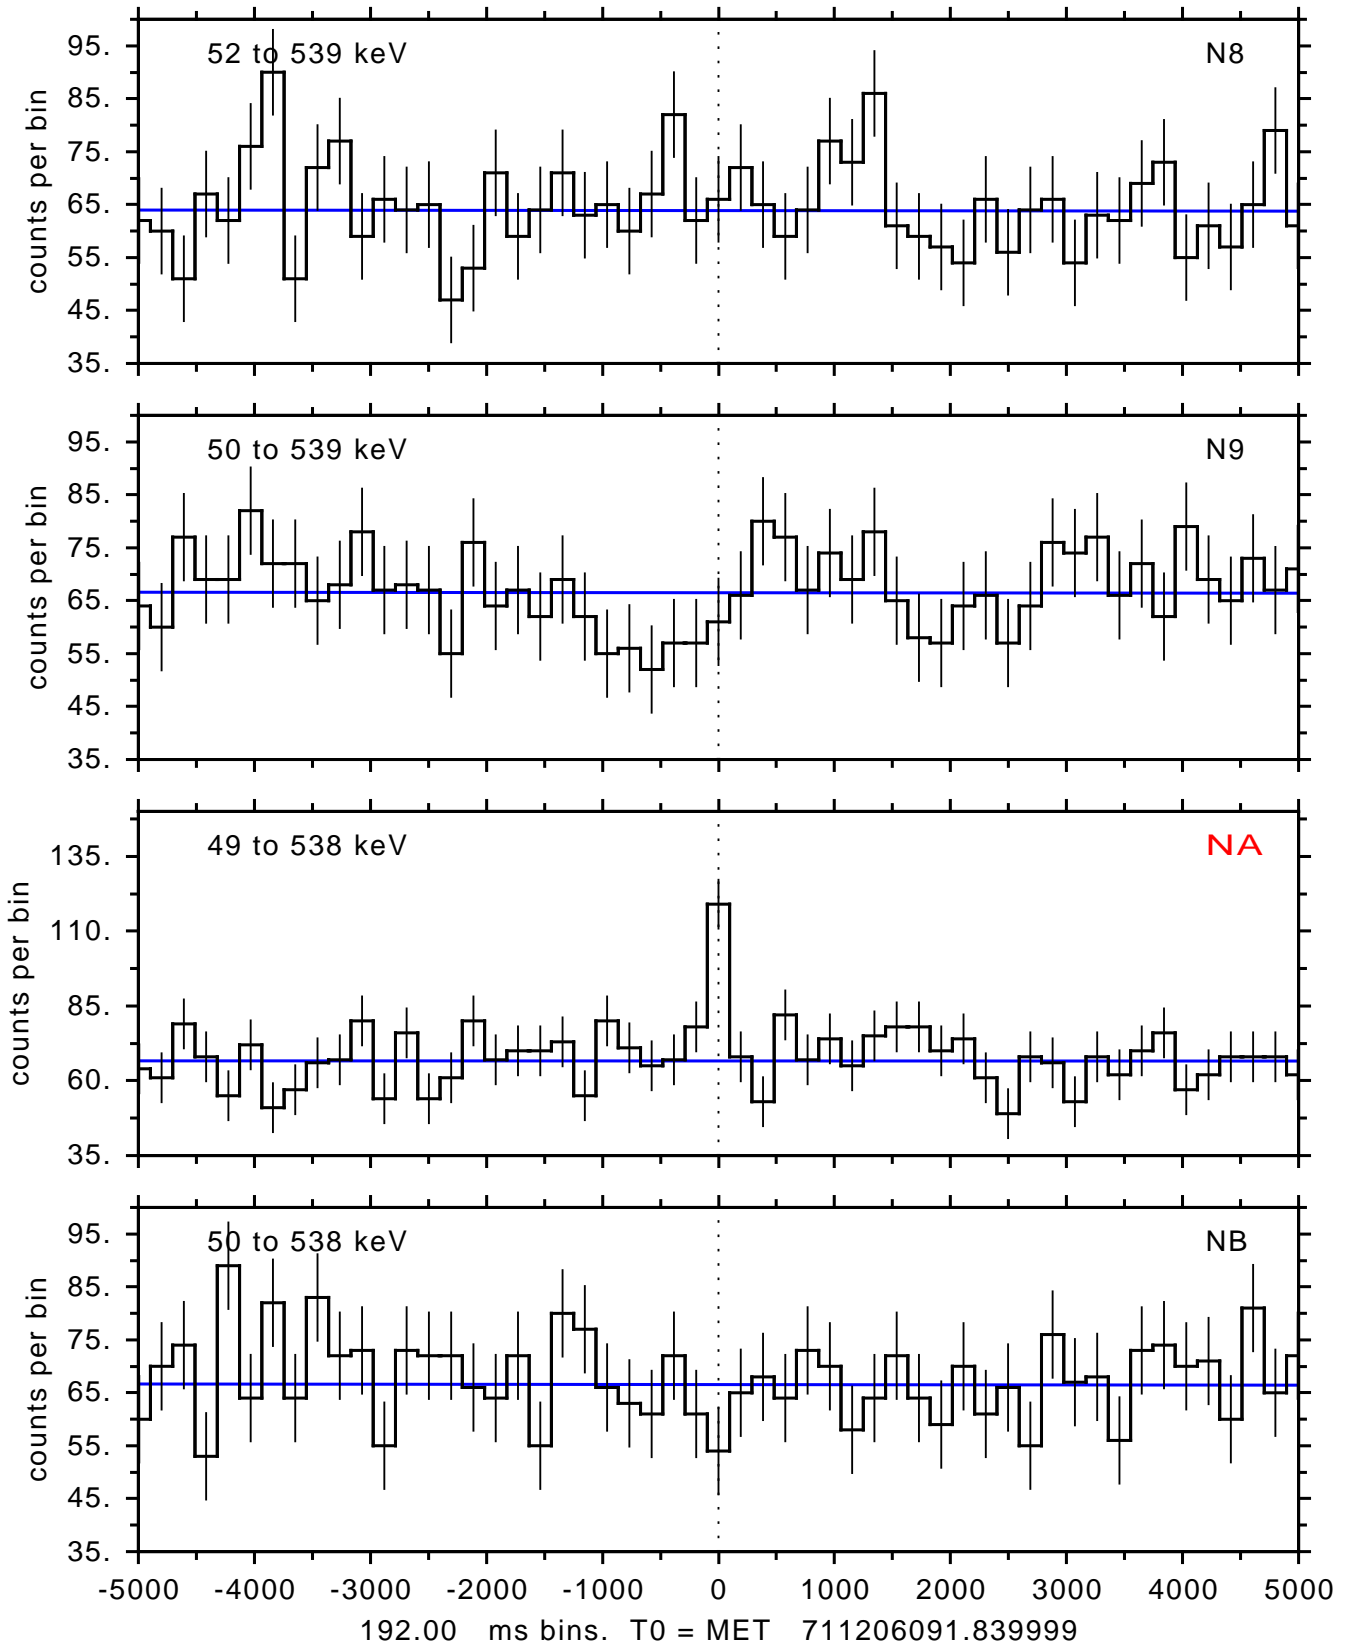 52 to 539 keV N8
95.
85.
75.
65.
55.
45.
35.
counts per bin
50 to 539 keV N9
95.
85.
75.
65.
55.
45.
35.
counts per bin
49 to 538 keV NA
135.
110.
85.
60.
35.
counts per bin
50 to 538 keV NB
95.
85.
75.
65.
55.
45.
35.
counts per bin
-5000 -4000 -3000 -2000 -1000 0 1000 2000 3000 4000 5000
192.00 ms bins. T0 = MET 711206091.839999